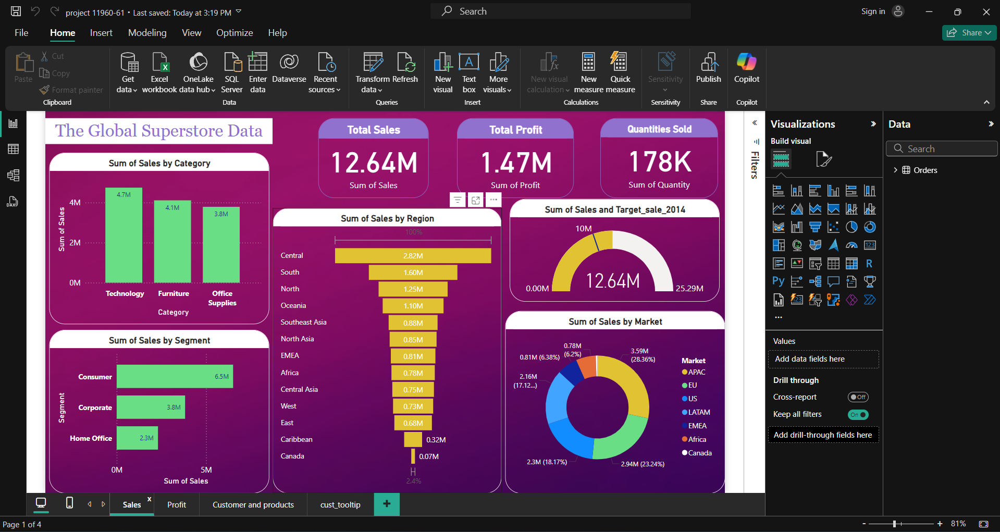 project 11960-61 • Last saved: Today at 3:19 PM
Search
Sign in
File
Home
Insert
Modeling
View
Optimize
Help
Share
Paste
Cut
Copy
Format painter
Clipboard
Get data
Excel workbook
OneLake data hub
SQL Server
Enter data
Dataverse
Recent sources
Data
Transform data
Refresh
Queries
New visual
Text box
More visuals
Insert
New visual calculation
New measure
Quick measure
Calculations
Sensitivity
Sensitivity
Publish
Share
Copilot
Copilot
The Global Superstore Data
Total Sales
12.64M
Sum of Sales
Total Profit
1.47M
Sum of Profit
Quantities Sold
178K
Sum of Quantity
Sum of Sales by Category
Sum of Sales
4M
2M
0M
4.7M
4.1M
3.8M
Technology
Furniture
Office Supplies
Category
Sum of Sales by Segment
Segment
Consumer
6.5M
Corporate
3.8M
Home Office
2.3M
0M
5M
Sum of Sales
Sum of Sales by Region
100%
Central 2.82M
South 1.60M
North 1.25M
Oceania 1.10M
Southeast Asia 0.88M
North Asia 0.85M
EMEA 0.81M
Africa 0.78M
Central Asia 0.75M
West 0.73M
East 0.68M
Caribbean 0.32M
Canada 0.07M
2.4%
Sum of Sales and Target_sale_2014
10M
0.00M
12.64M
25.29M
Sum of Sales by Market
0.78M (6.2%)
3.59M (28.36%)
0.81M (6.38%)
2.16M (17.12...)
2.3M (18.17%)
2.94M (23.24%)
Market
APAC
EU
US
LATAM
EMEA
Africa
Canada
Filters
Visualizations
Build visual
123
R
Py
123
...
Values
Add data fields here
Drill through
Cross-report
Off
Keep all filters
On
Add drill-through fields here
Data
Search
Orders
DAX
Sales
x
Profit
Customer and products
cust_tooltip
+
Page 1 of 4
- + 81%